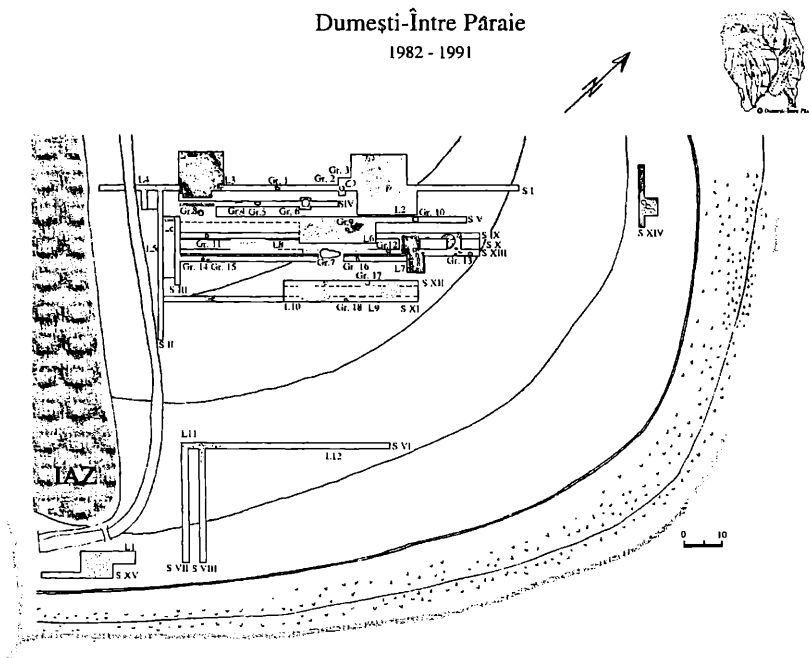 Dumești-Între Pâraie
1982 - 1991
N
L4
L3
Gr. 1
Gr. 2
Gr. 3
S I
S IV
Gr. 4
Gr. 5
Gr. 6
L2
Gr. 10
S V
S IX
S X
S XIII
L5
Gr. 11
L8
L6
Gr. 12
Gr. 13
Gr. 14
Gr. 15
Gr. 7
Gr. 16
L7
S III
Gr. 17
S XII
L10
Gr. 18
L9
S XI
S II
S XIV
L11
S VI
L12
IAZ
L1
S VII
S VIII
S XV
0
10